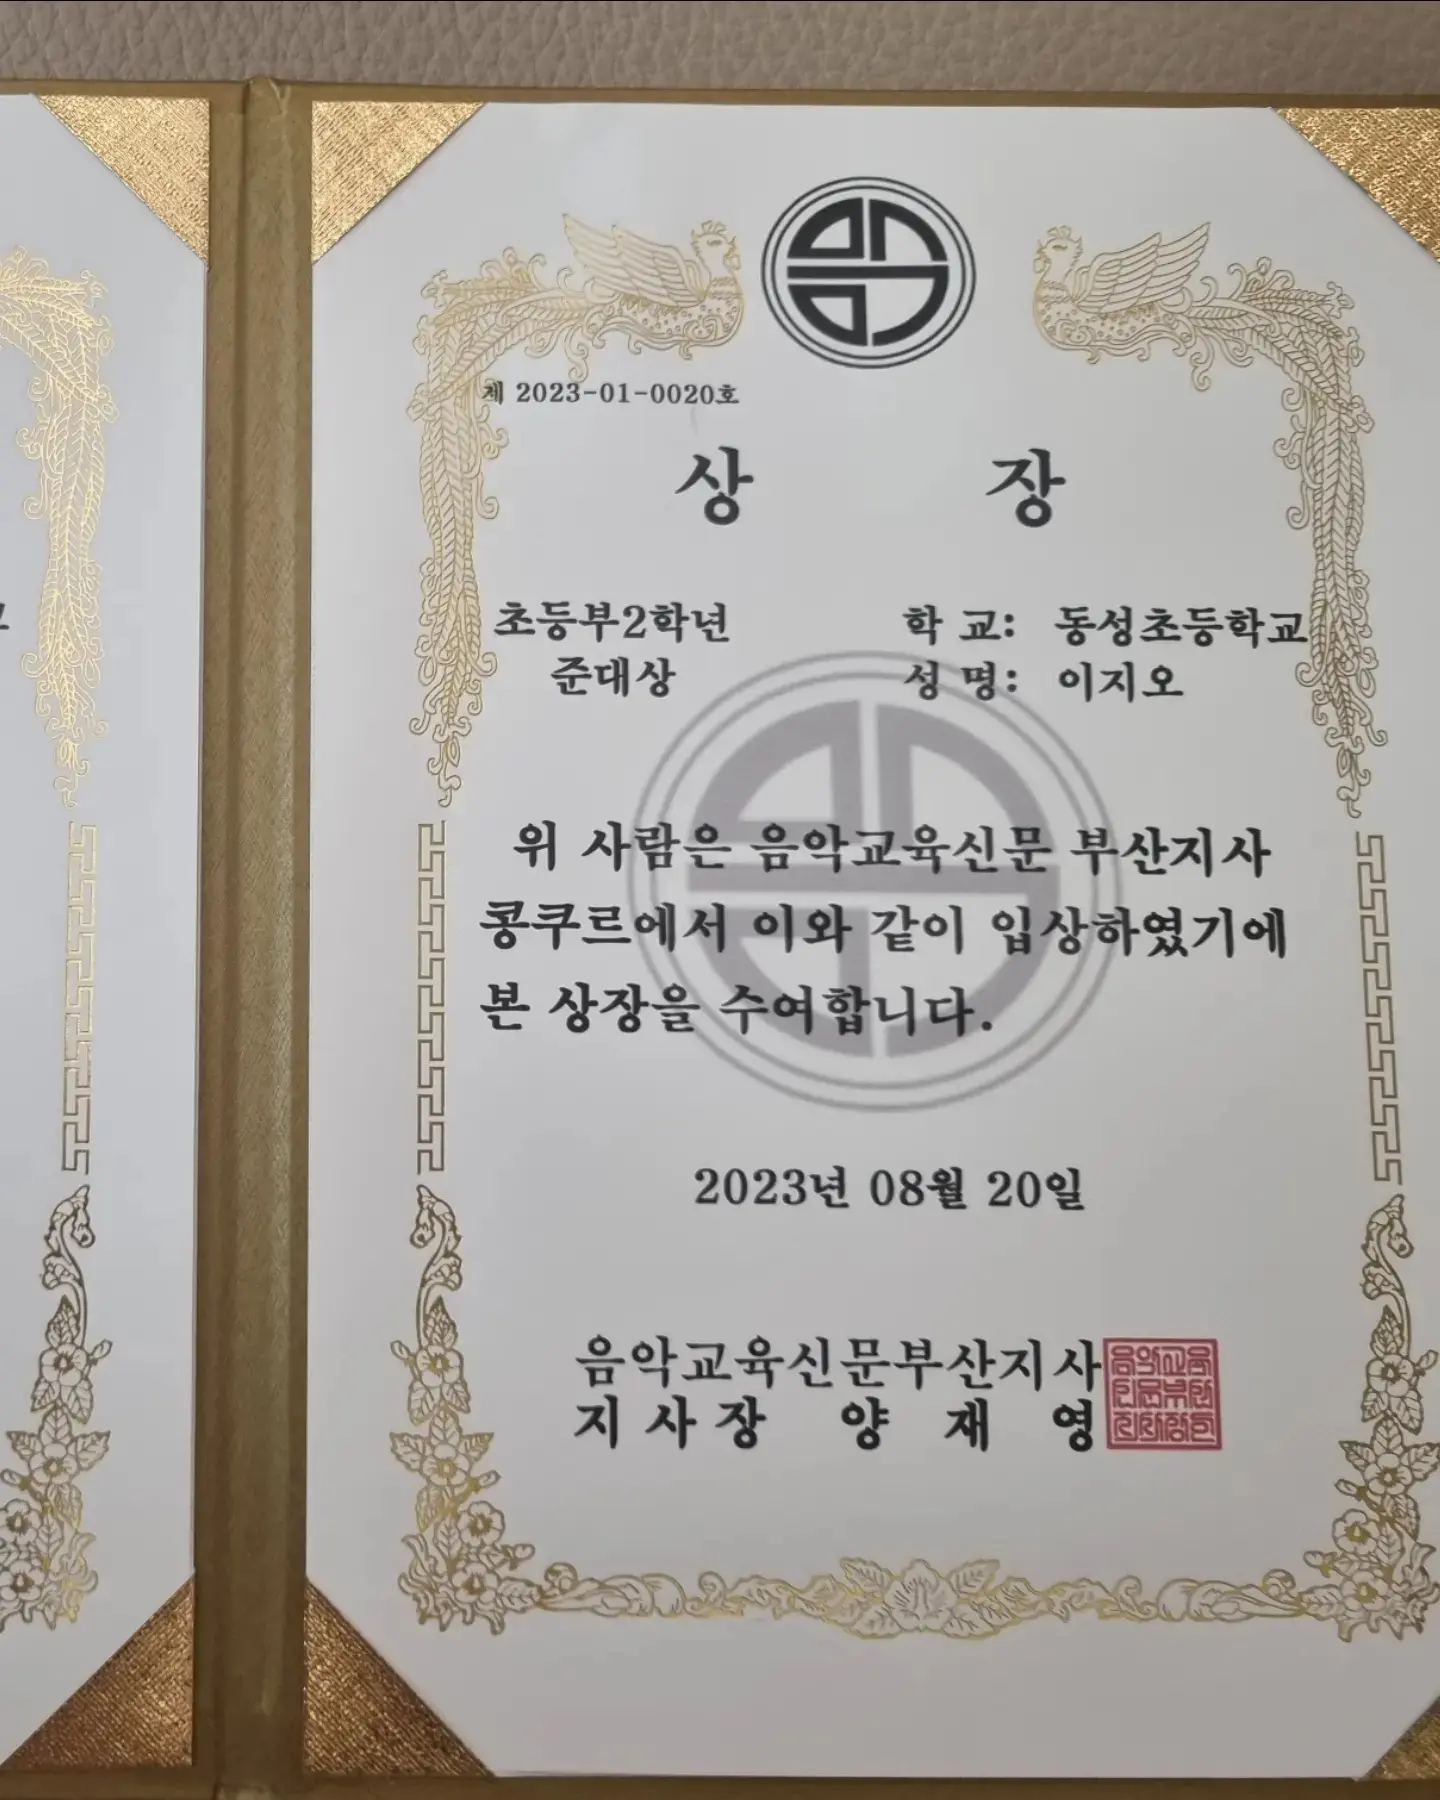 제 2023-01-0020호
상 장
초등부2학년 학 교: 동성초등학교
준대상 성 명: 이지오
위 사람은 음악교육신문 부산지사
콩쿠르에서 이와 같이 입상하였기에
본 상장을 수여합니다.
2023년 08월 20일
음악교육신문부산지사
지 사 장 양 재 영